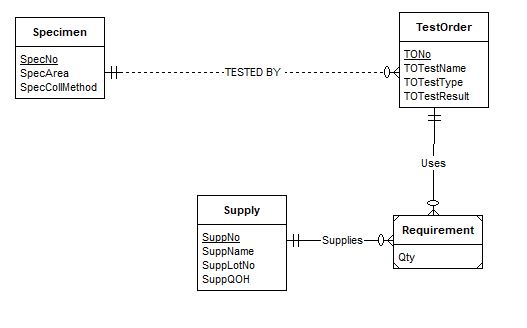 Specimen
SpecNo
SpecArea
SpecCollMethod
TESTED BY
TestOrder
TONo
TOTestName
TOTestType
TOTestResult
Uses
Supply
SuppNo
SuppName
SuppLotNo
SuppQOH
Supplies
Requirement
Qty